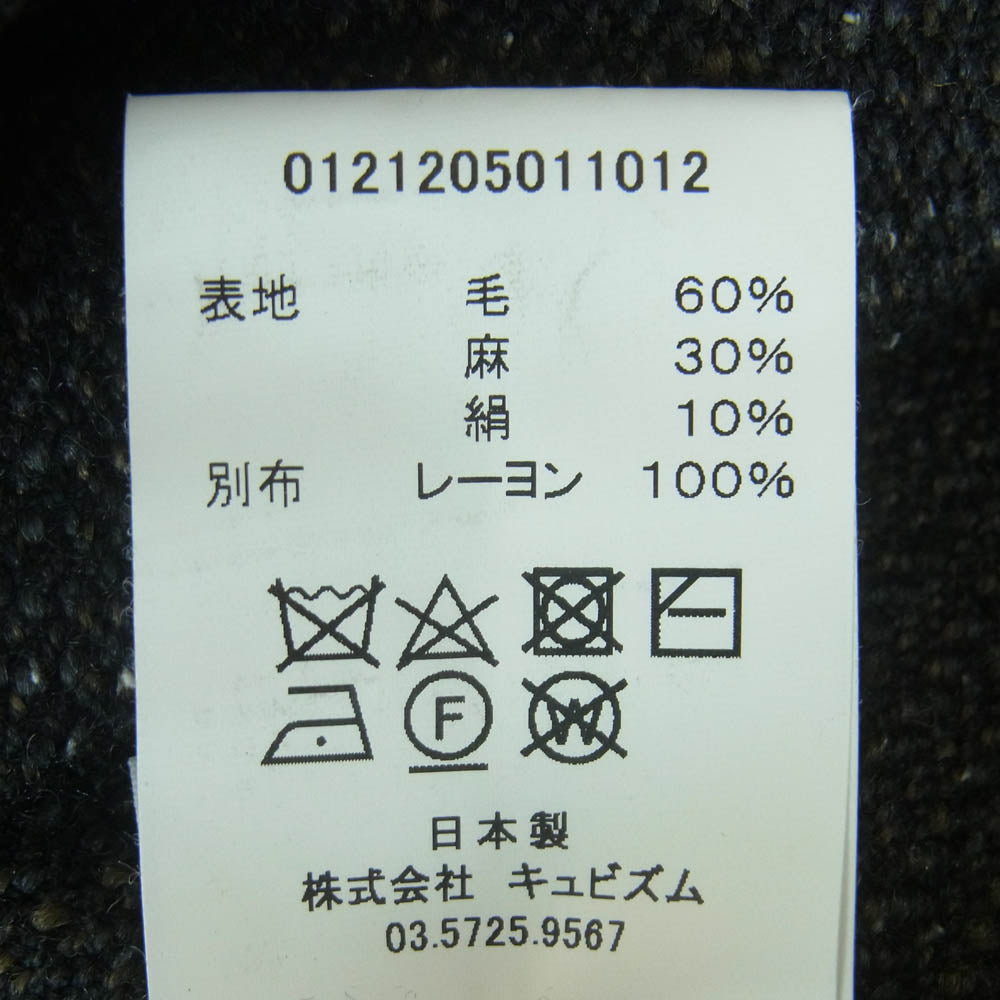 0121205011012
表地 毛 60%
麻 30%
絹 10%
別布 レーヨン 100%
F W
日本製
株式会社 キュビズム
03.5725.9567